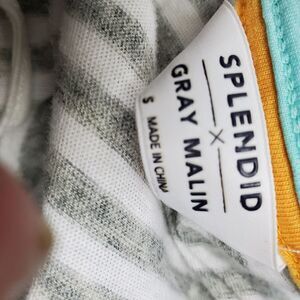 SPLENDID
×
GRAY MALIN
S MADE IN CHINA